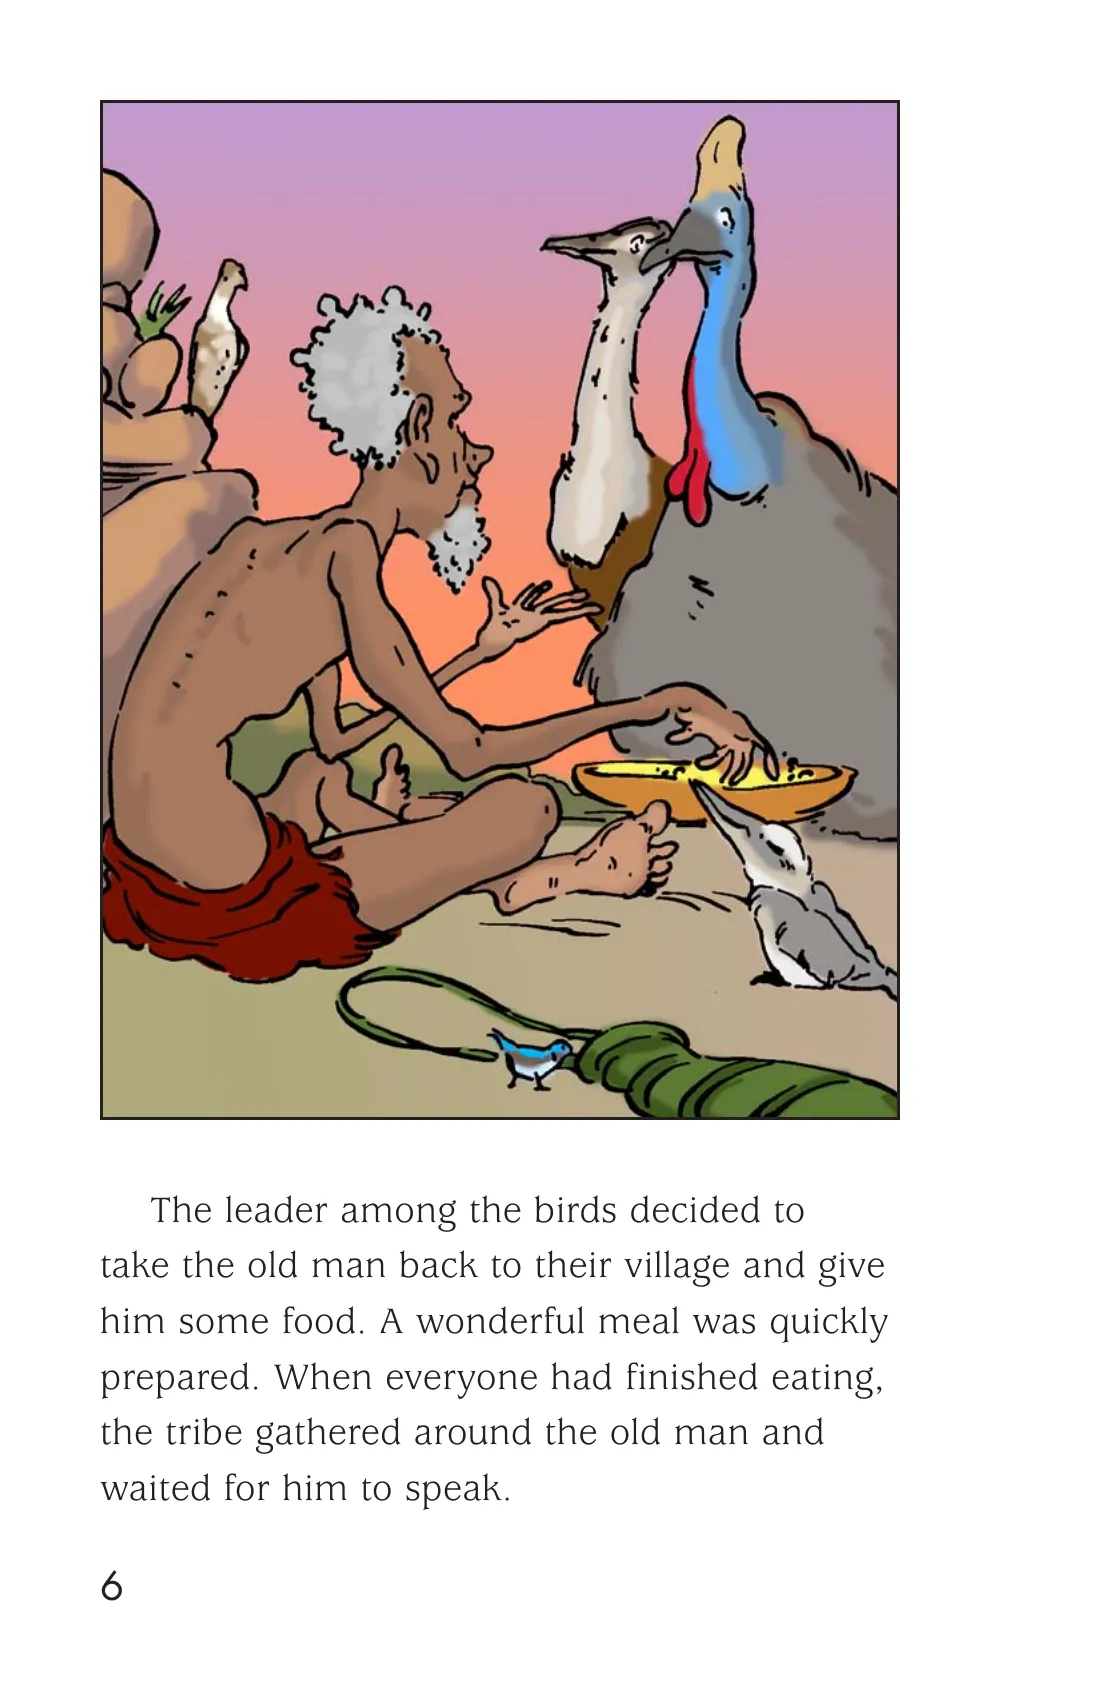 The leader among the birds decided to
take the old man back to their village and give
him some food. A wonderful meal was quickly
prepared. When everyone had finished eating,
the tribe gathered around the old man and
waited for him to speak.
6